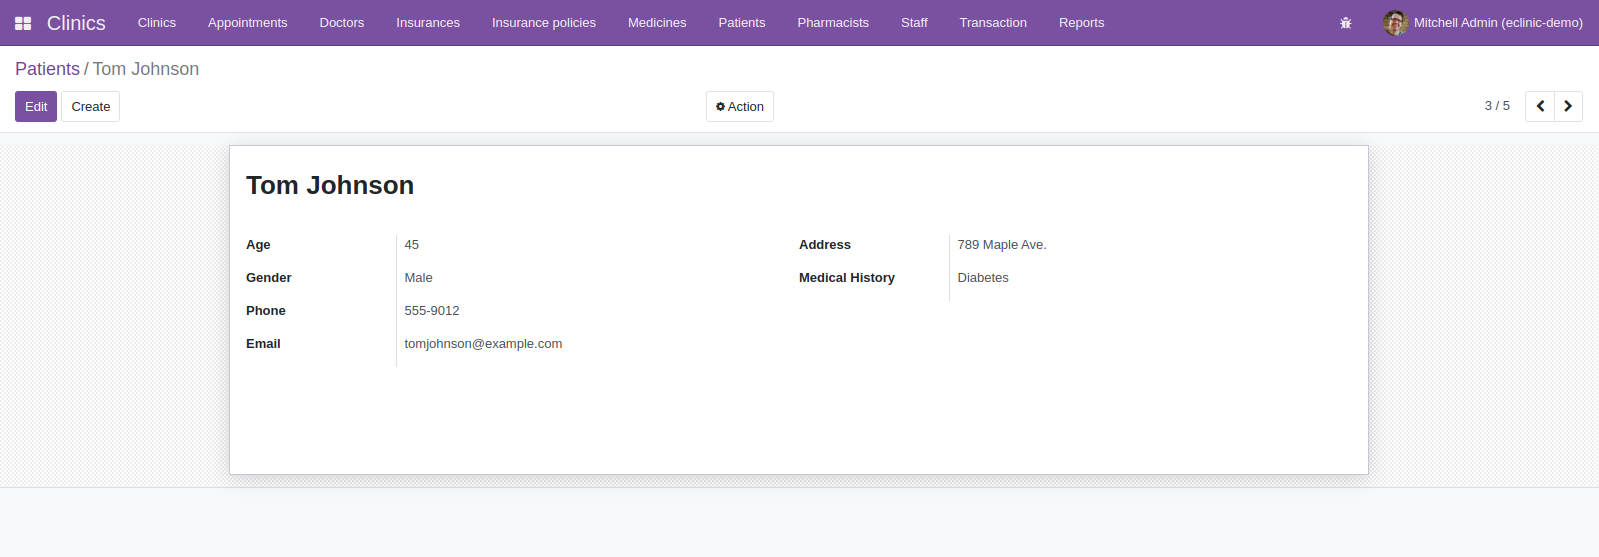 Clinics Clinics Appointments Doctors Insurances Insurance policies Medicines Patients Pharmacists Staff Transaction Reports Mitchell Admin (eclinic-demo)
Patients / Tom Johnson
Edit Create Action 3 / 5
Tom Johnson
Age 45 Address 789 Maple Ave.
Gender Male Medical History Diabetes
Phone 555-9012
Email tomjohnson@example.com